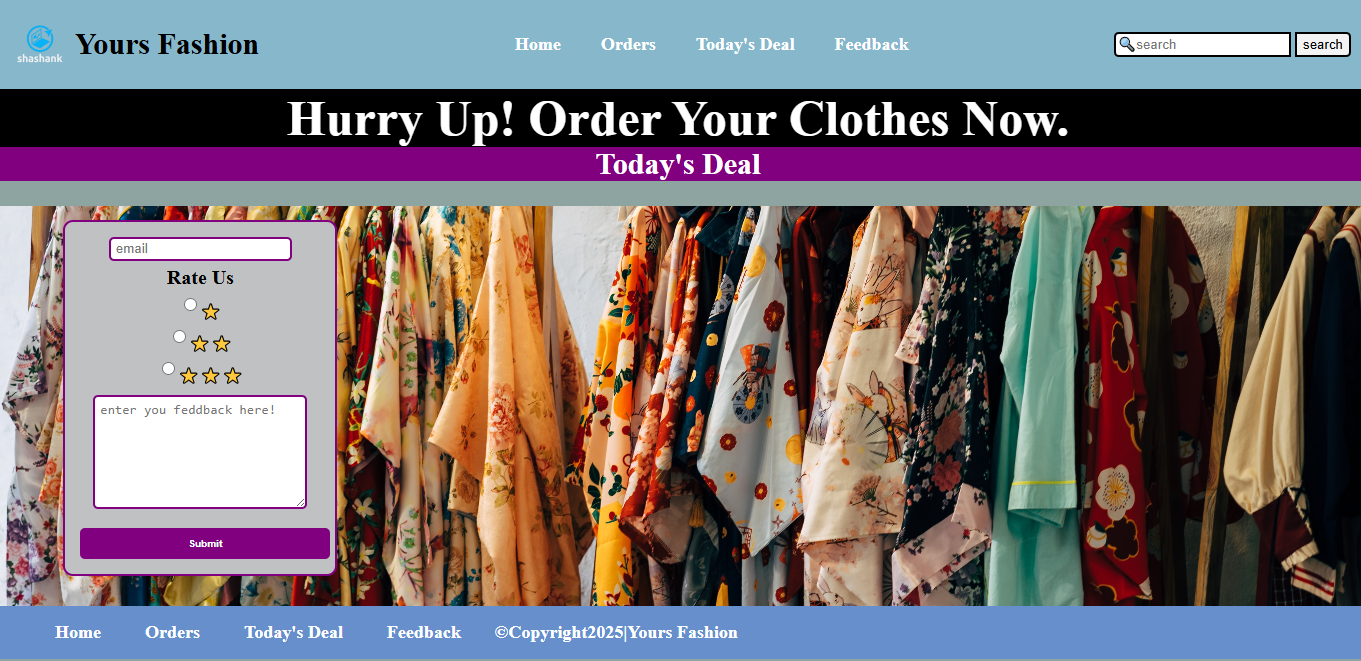 shashank
Yours Fashion
Home Orders Today's Deal Feedback
🔍search search
Hurry Up! Order Your Clothes Now.
Today's Deal
email
Rate Us
enter you feddback here!
Submit
Home Orders Today's Deal Feedback ©Copyright2025|Yours Fashion